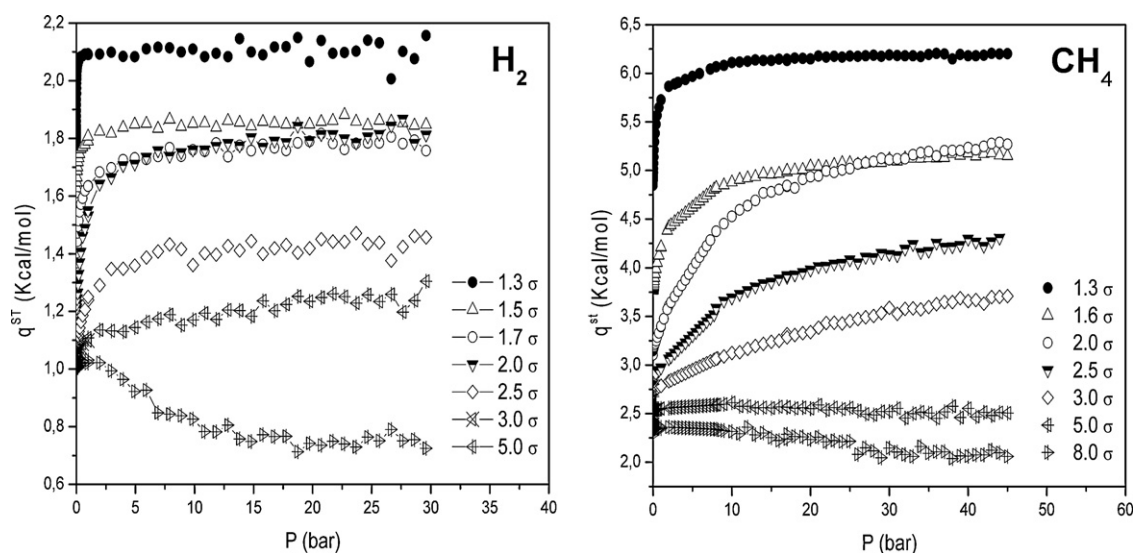 H2
2,2
2,0
1,8
1,6
1,4
1,2
1,0
0,8
0,6
q^ST (Kcal/mol)
0 5 10 15 20 25 30 35 40
P (bar)
1.3 σ
1.5 σ
1.7 σ
2.0 σ
2.5 σ
3.0 σ
5.0 σ
CH4
6,5
6,0
5,5
5,0
4,5
4,0
3,5
3,0
2,5
2,0
q^st (Kcal/mol)
0 10 20 30 40 50 60
P (bar)
1.3 σ
1.6 σ
2.0 σ
2.5 σ
3.0 σ
5.0 σ
8.0 σ